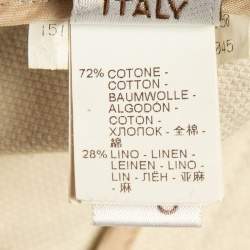 ITALY
72% COTONE -
COTTON -
BAUMWOLLE -
ALGODÓN -
COTON -
ХЛОПОК - 全棉 -
綿
28% LINO - LINEN -
LEINEN - LINO -
LIN - ЛЁН - 亚麻
- 麻